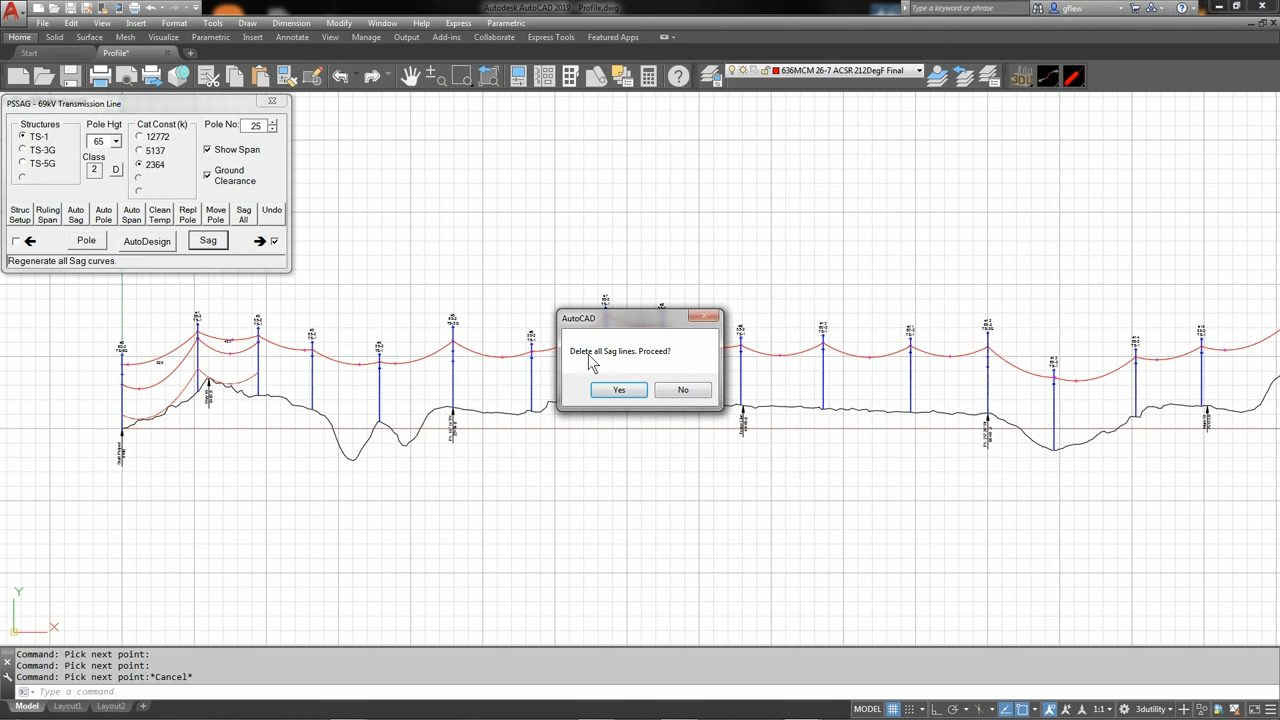 Autodesk AutoCAD 2019 Profile.dwg
Type a keyword or phrase
gflew
File Edit View Insert Format Tools Draw Dimension Modify Window Help Express Parametric
Home Solid Surface Mesh Visualize Parametric Insert Annotate View Manage Output Add-ins Collaborate Express Tools Featured Apps
Start Profile*
636MCM 26-7 ACSR 212DegF Final
PSSAG - 69kV Transmission Line
Structures Pole Hgt Cat Const (k) Pole No: 25
TS-1 65 12772
TS-3G Class 5137 Show Span
TS-5G 2 D 2364 Ground
Clearance
Struc Ruling Auto Auto Auto Clean Repl Move Sag Undo
Setup Span Sag Pole Span Temp Pole Pole All
Pole AutoDesign Sag
Regenerate all Sag curves.
AutoCAD
Delete all Sag lines. Proceed?
Yes No
Y
X
Command: Pick next point:
Command: Pick next point:
Command: Pick next point:*Cancel*
Type a command
Model Layout1 Layout2 +
MODEL 1:1 3dutility